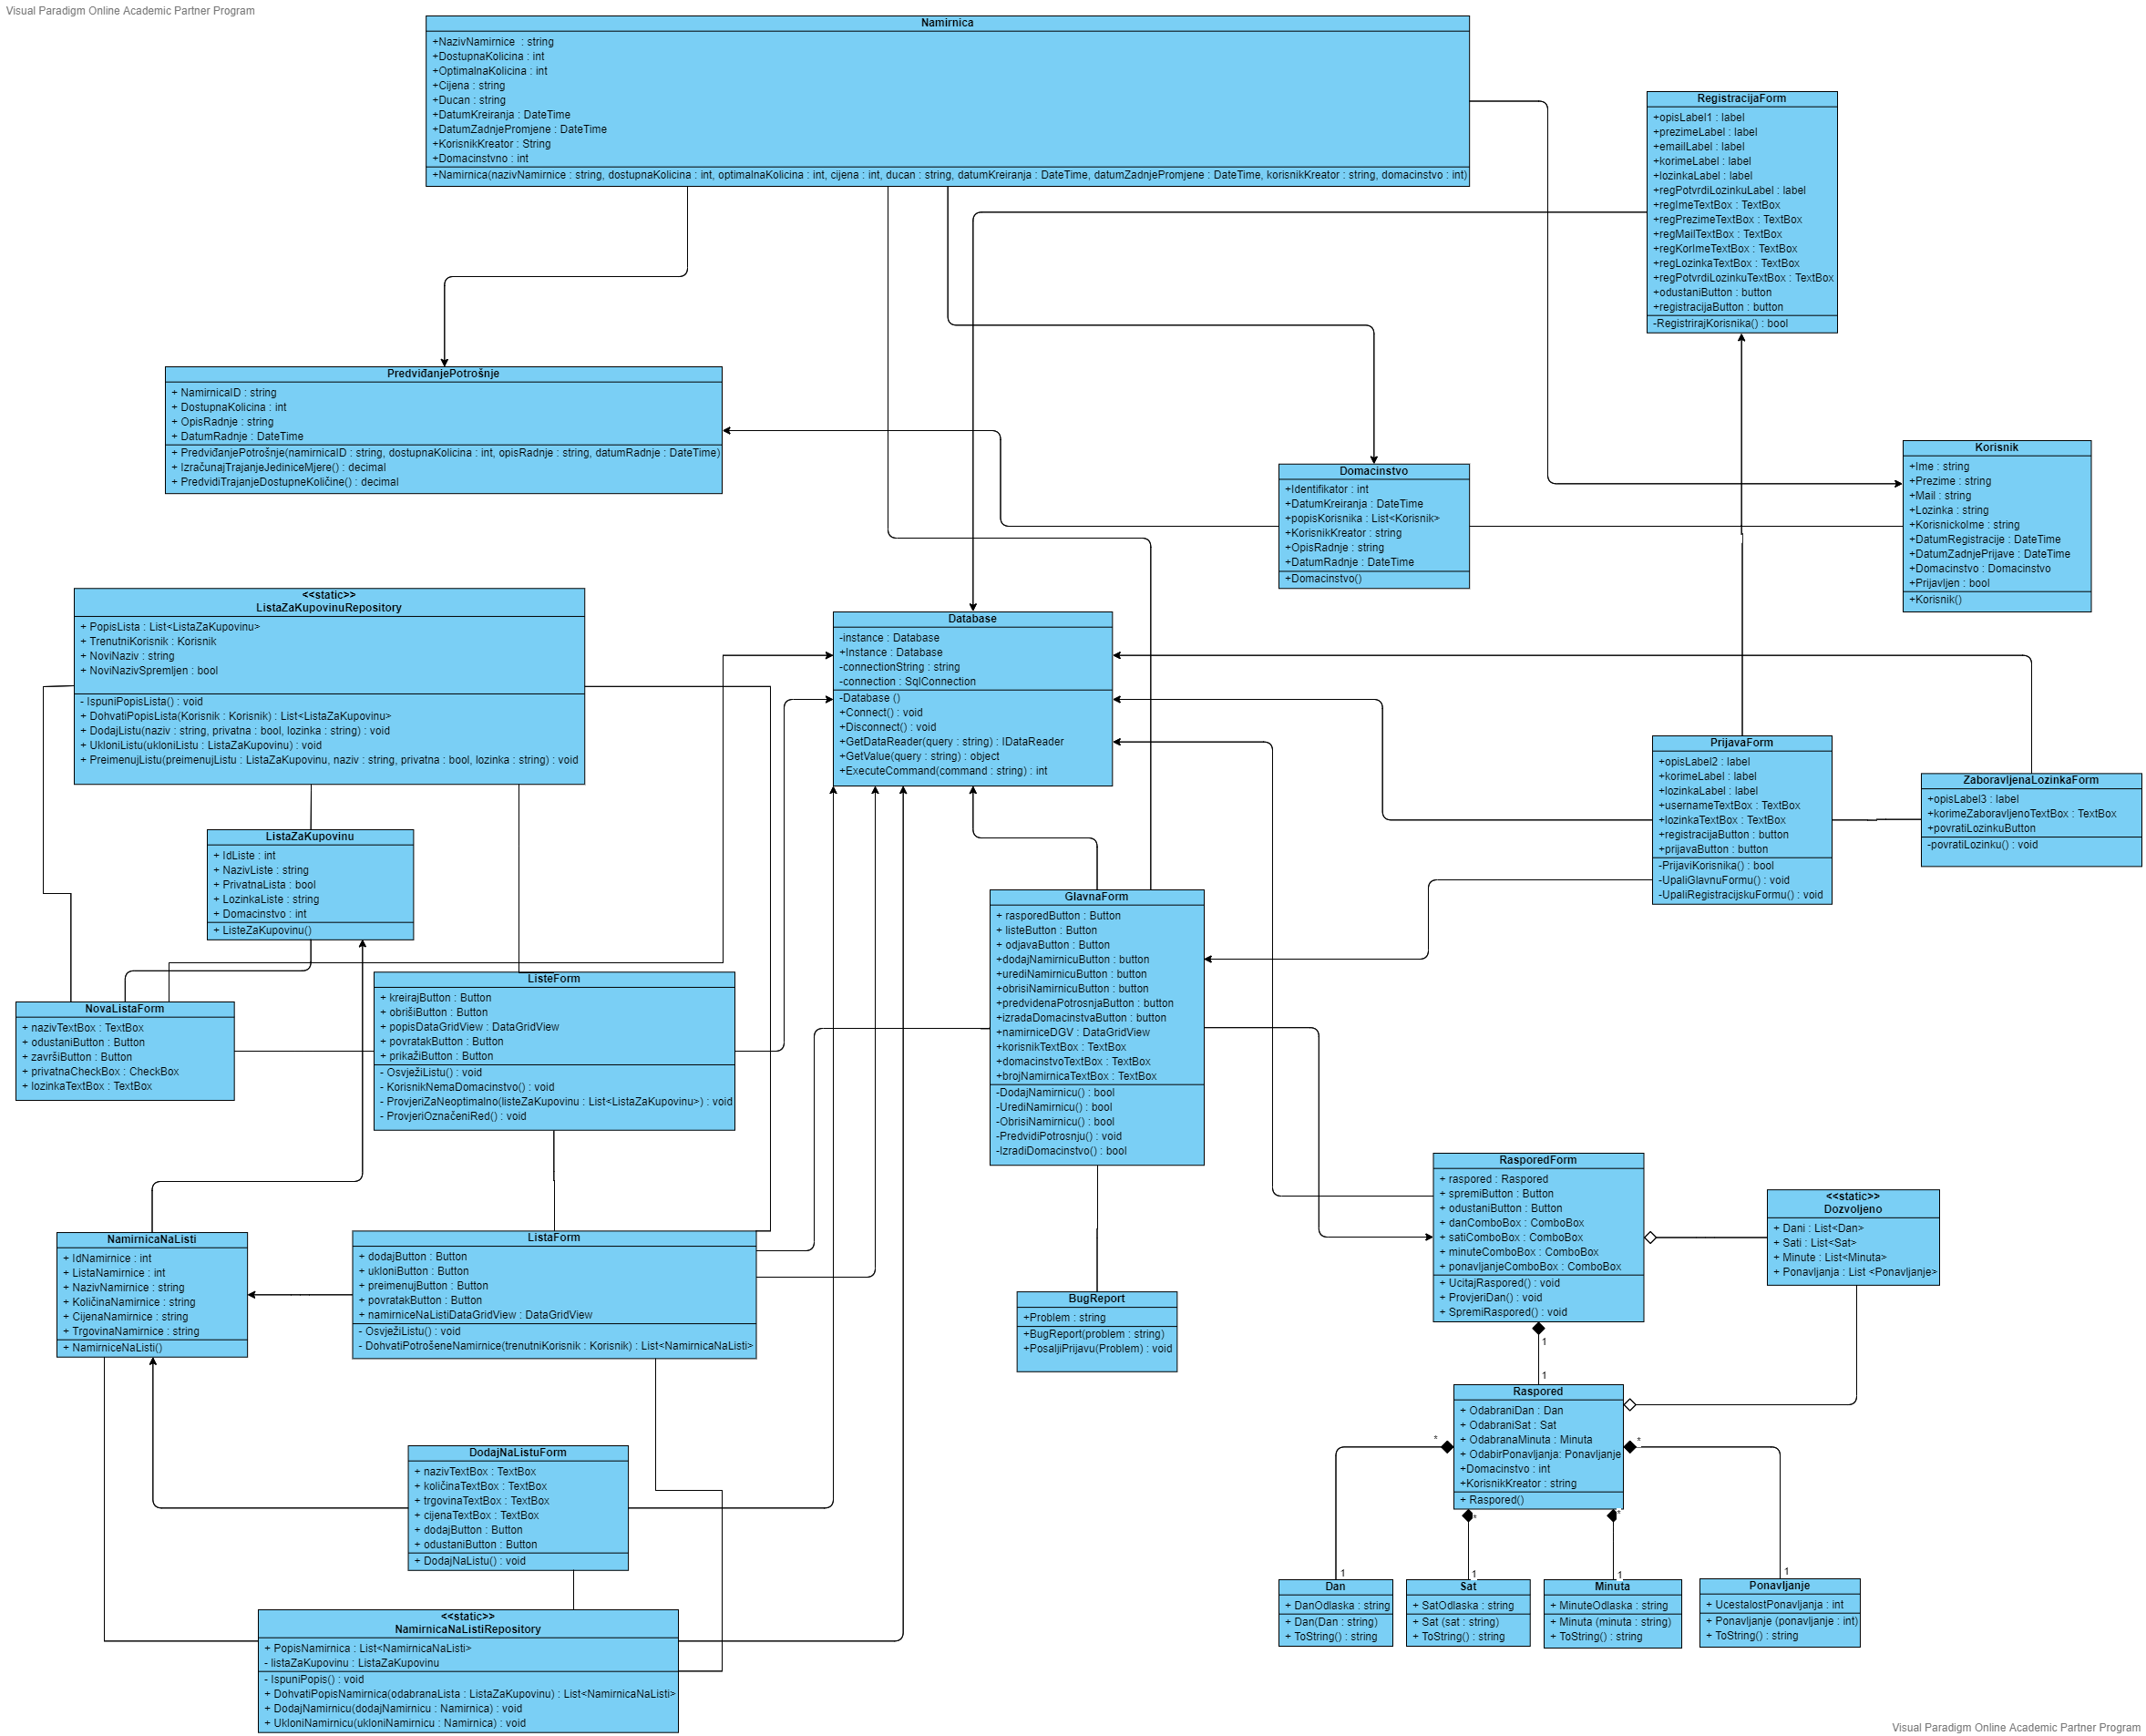 Visual Paradigm Online Academic Partner Program
Namirnica
+NazivNamirnice : string
+DostupnaKolicina : int
+OptimalnaKolicina : int
+Cijena : string
+Ducan : string
+DatumKreiranja : DateTime
+DatumZadnjePromjene : DateTime
+KorisnikKreator : String
+Domacinstvno : int
+Namirnica(nazivNamirnice : string, dostupnaKolicina : int, optimalnaKolicina : int, cijena : int, ducan : string, datumKreiranja : DateTime, datumZadnjePromjene : DateTime, korisnikKreator : string, domacinstvo : int)
RegistracijaForm
+opisLabel1 : label
+prezimeLabel : label
+emailLabel : label
+korimeLabel : label
+lozinkaLabel : label
+regPotvrdiLozinkuLabel : label
+regImeTextBox : TextBox
+regPrezimeTextBox : TextBox
+regMailTextBox : TextBox
+regKorImeTextBox : TextBox
+regLozinkaTextBox : TextBox
+regPotvrdiLozinkuTextBox : TextBox
+odustaniButton : button
+registracijaButton : button
-RegistrirajKorisnika() : bool
PredviđanjePotrošnje
+ NamirnicaID : string
+ DostupnaKolicina : int
+ OpisRadnje : string
+ DatumRadnje : DateTime
+ PredviđanjePotrošnje(namirnicaID : string, dostupnaKolicina : int, opisRadnje : string, datumRadnje : DateTime)
+ IzračunajTrajanjeJediniceMjere() : decimal
+ PredvidiTrajanjeDostupneKoličine() : decimal
Domacinstvo
+Identifikator : int
+DatumKreiranja : DateTime
+popisKorisnika : List<Korisnik>
+KorisnikKreator : string
+OpisRadnje : string
+DatumRadnje : DateTime
+Domacinstvo()
Korisnik
+Ime : string
+Prezime : string
+Mail : string
+Lozinka : string
+KorisnickoIme : string
+DatumRegistracije : DateTime
+DatumZadnjePrijave : DateTime
+Domacinstvo : Domacinstvo
+Prijavljen : bool
+Korisnik()
<<static>>
ListaZaKupovinuRepository
+ PopisLista : List<ListaZaKupovinu>
+ TrenutniKorisnik : Korisnik
+ NoviNaziv : string
+ NoviNazivSpremljen : bool
- IspuniPopisLista() : void
+ DohvatiPopisLista(Korisnik : Korisnik) : List<ListaZaKupovinu>
+ DodajListu(naziv : string, privatna : bool, lozinka : string) : void
+ UkloniListu(ukloniListu : ListaZaKupovinu) : void
+ PreimenujListu(preimenujListu : ListaZaKupovinu, naziv : string, privatna : bool, lozinka : string) : void
Database
-instance : Database
+Instance : Database
-connectionString : string
-connection : SqlConnection
-Database ()
+Connect() : void
+Disconnect() : void
+GetDataReader(query : string) : IDataReader
+GetValue(query : string) : object
+ExecuteCommand(command : string) : int
PrijavaForm
+opisLabel2 : label
+korimeLabel : label
+lozinkaLabel : label
+usernameTextBox : TextBox
+lozinkaTextBox : TextBox
+registracijaButton : button
+prijavaButton : button
-PrijaviKorisnika() : bool
-UpaliGlavnuFormu() : void
-UpaliRegistracijskuFormu() : void
ZaboravljenaLozinkaForm
+opisLabel3 : label
+korimeZaboravljenoTextBox : TextBox
+povratiLozinkuButton
-povratiLozinku() : void
ListaZaKupovinu
+ IdListe : int
+ NazivListe : string
+ PrivatnaLista : bool
+ LozinkaListe : string
+ Domacinstvo : int
+ ListeZaKupovinu()
GlavnaForm
+ rasporedButton : Button
+ listeButton : Button
+ odjavaButton : Button
+dodajNamirnicuButton : button
+urediNamirnicuButton : button
+obrisiNamirnicuButton : button
+predvidenaPotrosnjaButton : button
+izradaDomacinstvaButton : button
+namirniceDGV : DataGridView
+korisnikTextBox : TextBox
+domacinstvoTextBox : TextBox
+brojNamirnicaTextBox : TextBox
-DodajNamirnicu() : bool
-UrediNamirnicu() : bool
-ObrisiNamirnicu() : bool
-PredvidiPotrosnju() : void
-IzradiDomacinstvo() : bool
NovaListaForm
+ nazivTextBox : TextBox
+ odustaniButton : Button
+ završiButton : Button
+ privatnaCheckBox : CheckBox
+ lozinkaTextBox : TextBox
ListeForm
+ kreirajButton : Button
+ obrišiButton : Button
+ popisDataGridView : DataGridView
+ povratakButton : Button
+ prikažiButton : Button
- OsvježiListu() : void
- KorisnikNemaDomacinstvo() : void
- ProvjeriZaNeoptimalno(listeZaKupovinu : List<ListaZaKupovinu>) : void
- ProvjeriOznačeniRed() : void
RasporedForm
+ raspored : Raspored
+ spremiButton : Button
+ odustaniButton : Button
+ danComboBox : ComboBox
+ satiComboBox : ComboBox
+ minuteComboBox : ComboBox
+ ponavljanjeComboBox : ComboBox
+ UcitajRaspored() : void
+ ProvjeriDan() : void
+ SpremiRaspored() : void
<<static>>
Dozvoljeno
+ Dani : List<Dan>
+ Sati : List<Sat>
+ Minute : List<Minuta>
+ Ponavljanja : List <Ponavljanje>
NamirnicaNaListi
+ IdNamirnice : int
+ ListaNamirnice : int
+ NazivNamirnice : string
+ KoličinaNamirnice : string
+ CijenaNamirnice : string
+ TrgovinaNamirnice : string
+ NamirniceNaListi()
ListaForm
+ dodajButton : Button
+ ukloniButton : Button
+ preimenujButton : Button
+ povratakButton : Button
+ namirniceNaListiDataGridView : DataGridView
- OsvježiListu() : void
- DohvatiPotrošeneNamirnice(trenutniKorisnik : Korisnik) : List<NamirnicaNaListi>
BugReport
+Problem : string
+BugReport(problem : string)
+PosaljiPrijavu(Problem) : void
1
1
Raspored
+ OdabraniDan : Dan
+ OdabraniSat : Sat
+ OdabranaMinuta : Minuta
+ OdabirPonavljanja: Ponavljanje
+Domacinstvo : int
+KorisnikKreator : string
+ Raspored()
*
*
*
*
DodajNaListuForm
+ nazivTextBox : TextBox
+ količinaTextBox : TextBox
+ trgovinaTextBox : TextBox
+ cijenaTextBox : TextBox
+ dodajButton : Button
+ odustaniButton : Button
+ DodajNaListu() : void
1
1
1
1
Dan
+ DanOdlaska : string
+ Dan(Dan : string)
+ ToString() : string
Sat
+ SatOdlaska : string
+ Sat (sat : string)
+ ToString() : string
Minuta
+ MinuteOdlaska : string
+ Minuta (minuta : string)
+ ToString() : string
Ponavljanje
+ UcestalostPonavljanja : int
+ Ponavljanje (ponavljanje : int)
+ ToString() : string
<<static>>
NamirnicaNaListiRepository
+ PopisNamirnica : List<NamirnicaNaListi>
- listaZaKupovinu : ListaZaKupovinu
- IspuniPopis() : void
+ DohvatiPopisNamirnica(odabranaLista : ListaZaKupovinu) : List<NamirnicaNaListi>
+ DodajNamirnicu(dodajNamirnicu : Namirnica) : void
+ UkloniNamirnicu(ukloniNamirnicu : Namirnica) : void
Visual Paradigm Online Academic Partner Program